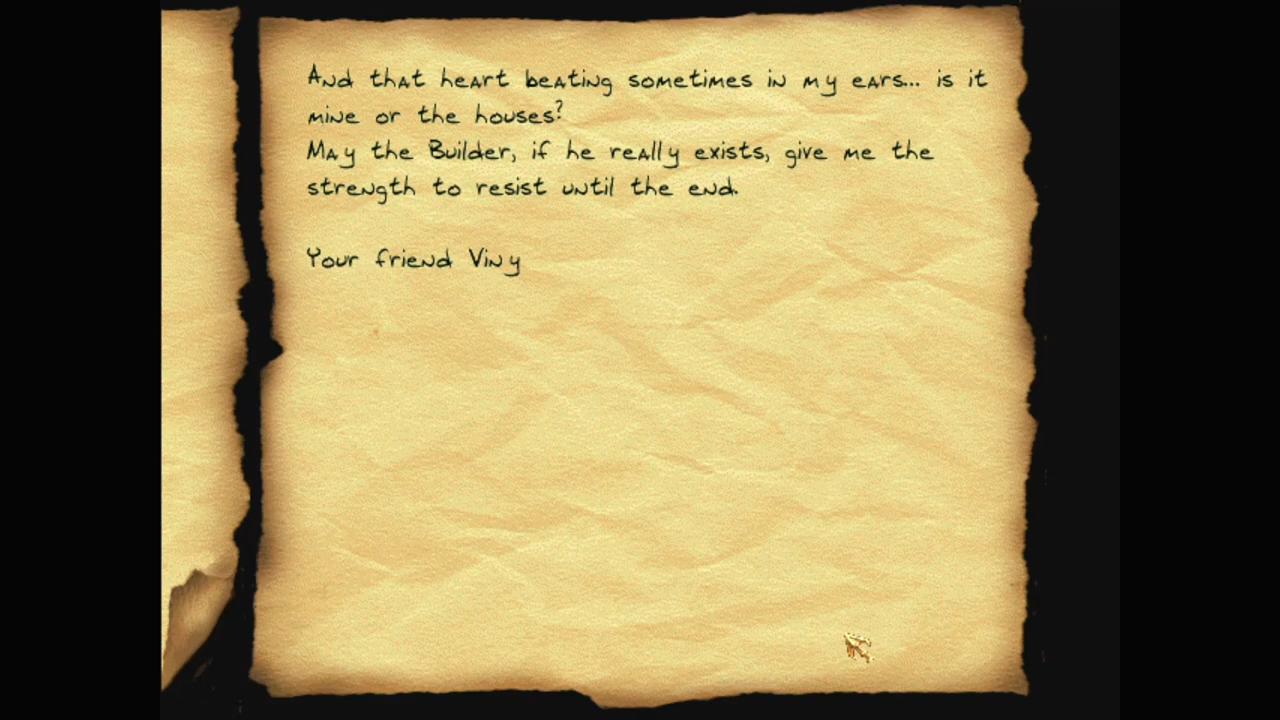 And that heart beating sometimes in my ears... is it
mine or the houses?
May the Builder, if he really exists, give me the
strength to resist until the end.
Your friend Viny